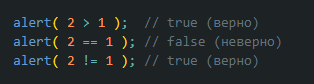 alert( 2 > 1 );  // true (верно)
alert( 2 == 1 ); // false (неверно)
alert( 2 != 1 ); // true (верно)